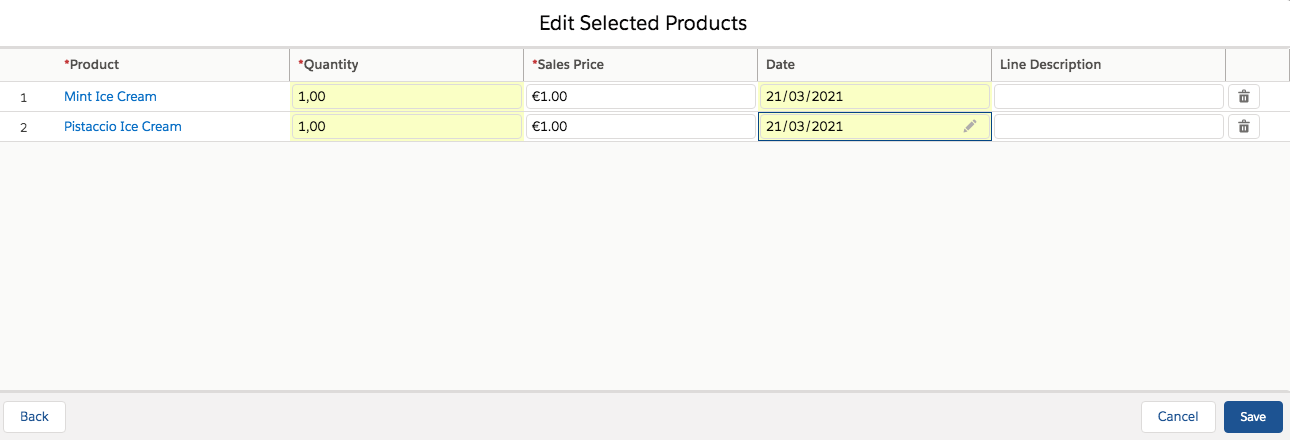 Edit Selected Products
*Product *Quantity *Sales Price Date Line Description
1 Mint Ice Cream 1,00 €1.00 21/03/2021
2 Pistaccio Ice Cream 1,00 €1.00 21/03/2021
Back Cancel Save